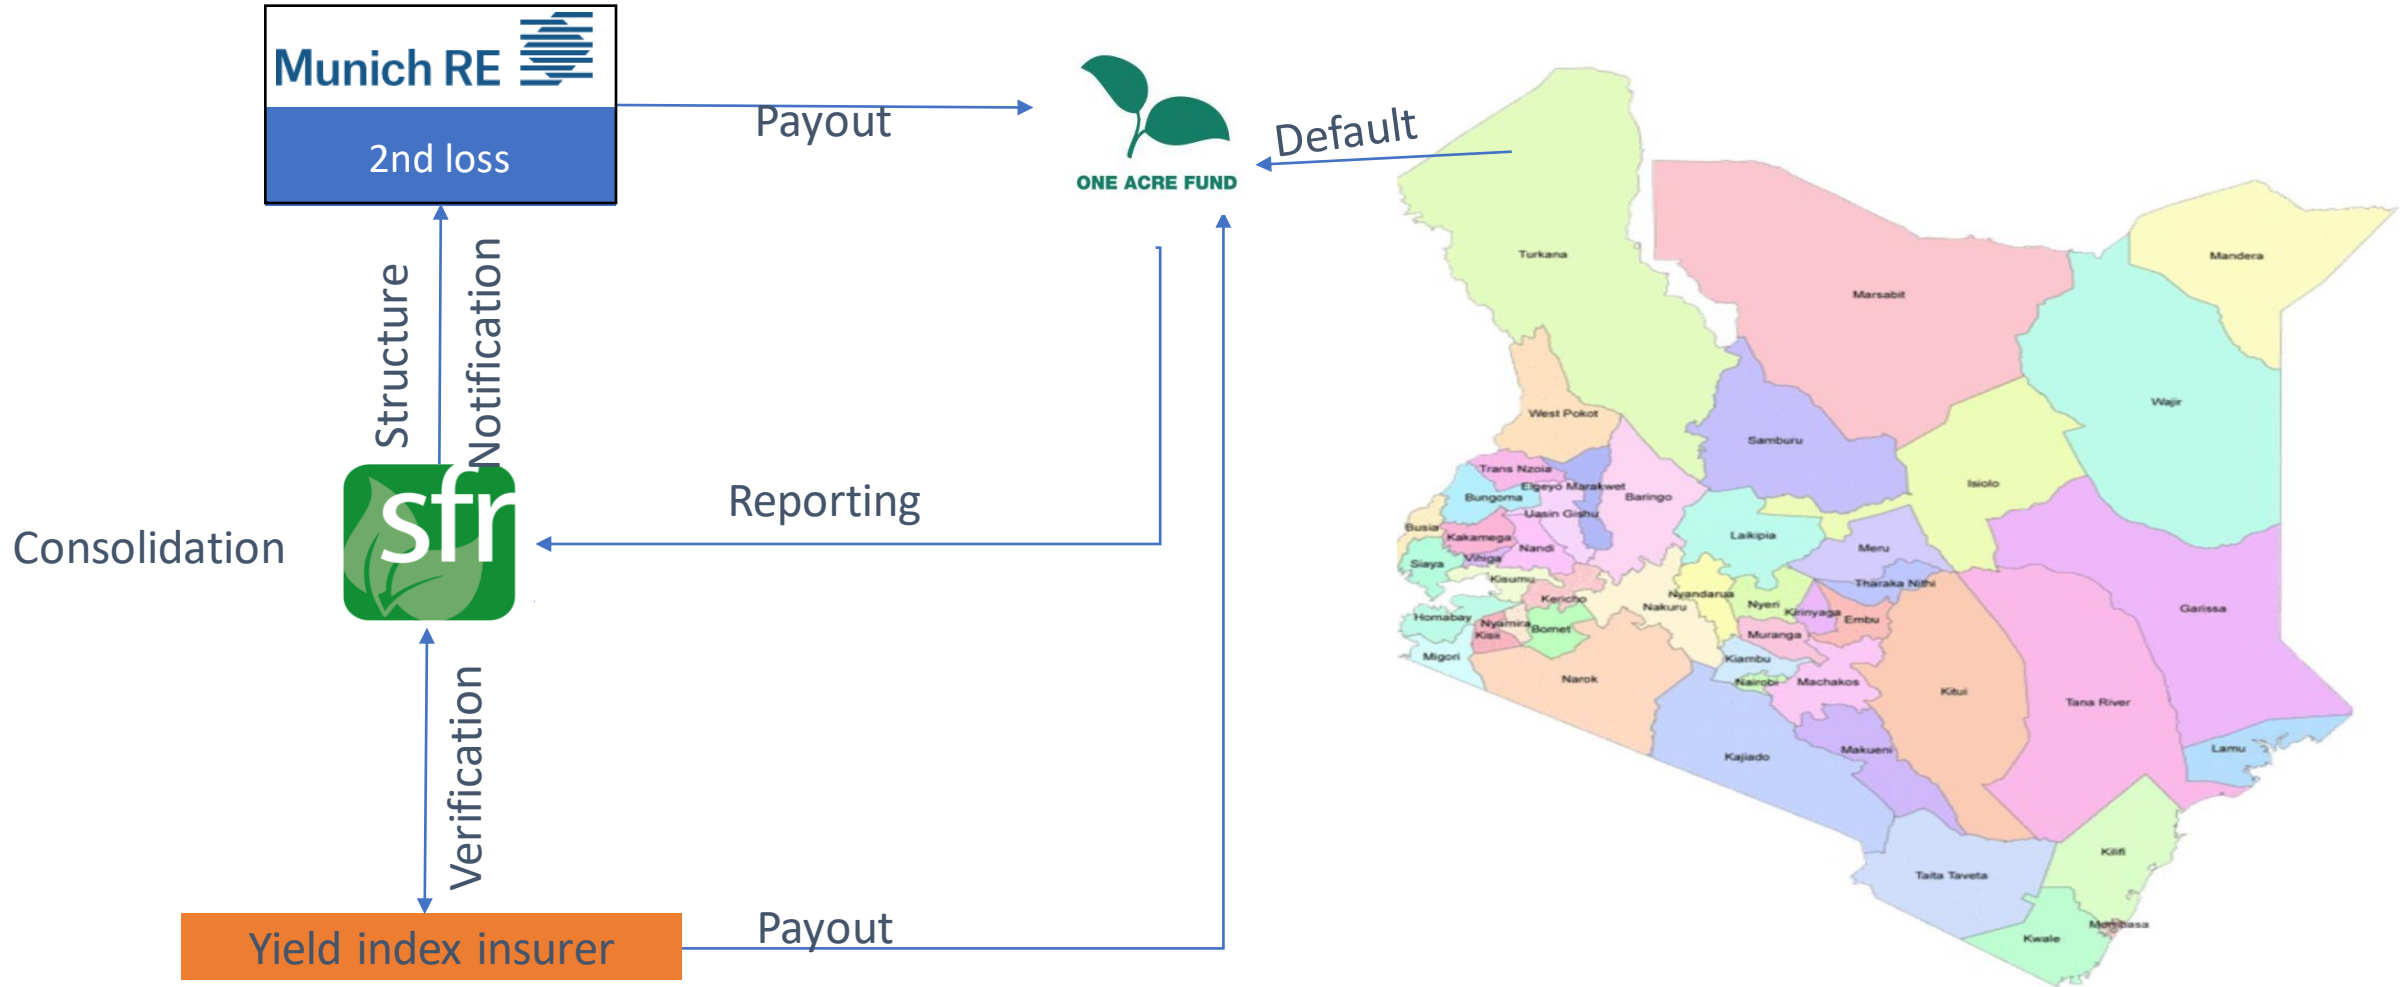 Munich RE
2nd loss
Payout
ONE ACRE FUND
Default
Structure
Notification
Consolidation
sfr
Reporting
Verification
Yield index insurer
Payout
Turkana
Marsabit
Mandera
Wajir
West Pokot
Samburu
Isiolo
Trans Nzoia
Elgeyo Marakwet
Baringo
Bungoma
Uasin Gishu
Busia
Kakamega
Nandi
Laikipia
Meru
Vihiga
Siaya
Kisumu
Tharaka Nithi
Kericho
Nakuru
Nyandarua
Nyeri
Kirinyaga
Embu
Garissa
Homabay
Nyamira
Kisii
Bomet
Muranga
Migori
Kiambu
Narok
Nairobi
Machakos
Kitui
Tana River
Makueni
Kajiado
Lamu
Kilifi
Taita Taveta
Mombasa
Kwale